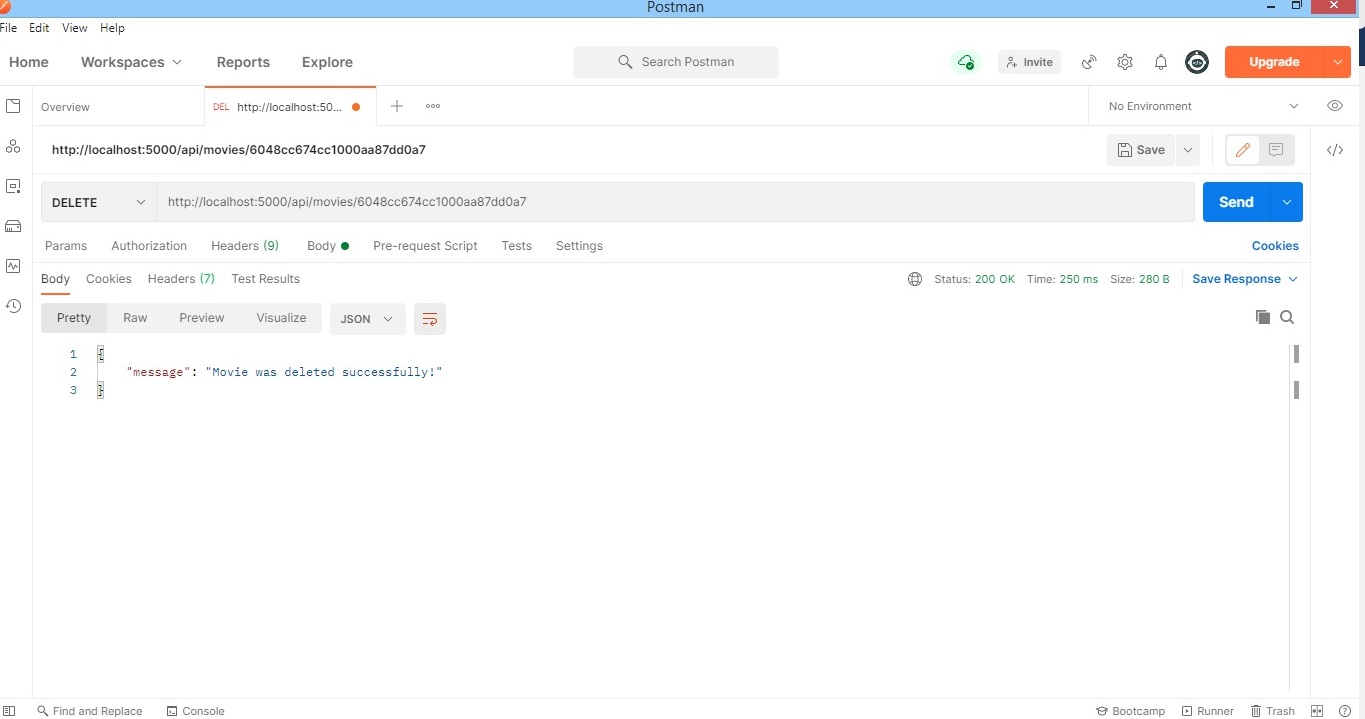 Postman
File Edit View Help
Home Workspaces Reports Explore Search Postman Invite Upgrade
Overview DEL http://localhost:50... No Environment
http://localhost:5000/api/movies/6048cc674cc1000aa87dd0a7 Save
DELETE http://localhost:5000/api/movies/6048cc674cc1000aa87dd0a7 Send
Params Authorization Headers (9) Body Pre-request Script Tests Settings Cookies
Body Cookies Headers (7) Test Results Status: 200 OK Time: 250 ms Size: 280 B Save Response
Pretty Raw Preview Visualize JSON
1 {
2 "message": "Movie was deleted successfully!"
3 }
Find and Replace Console Bootcamp Runner Trash